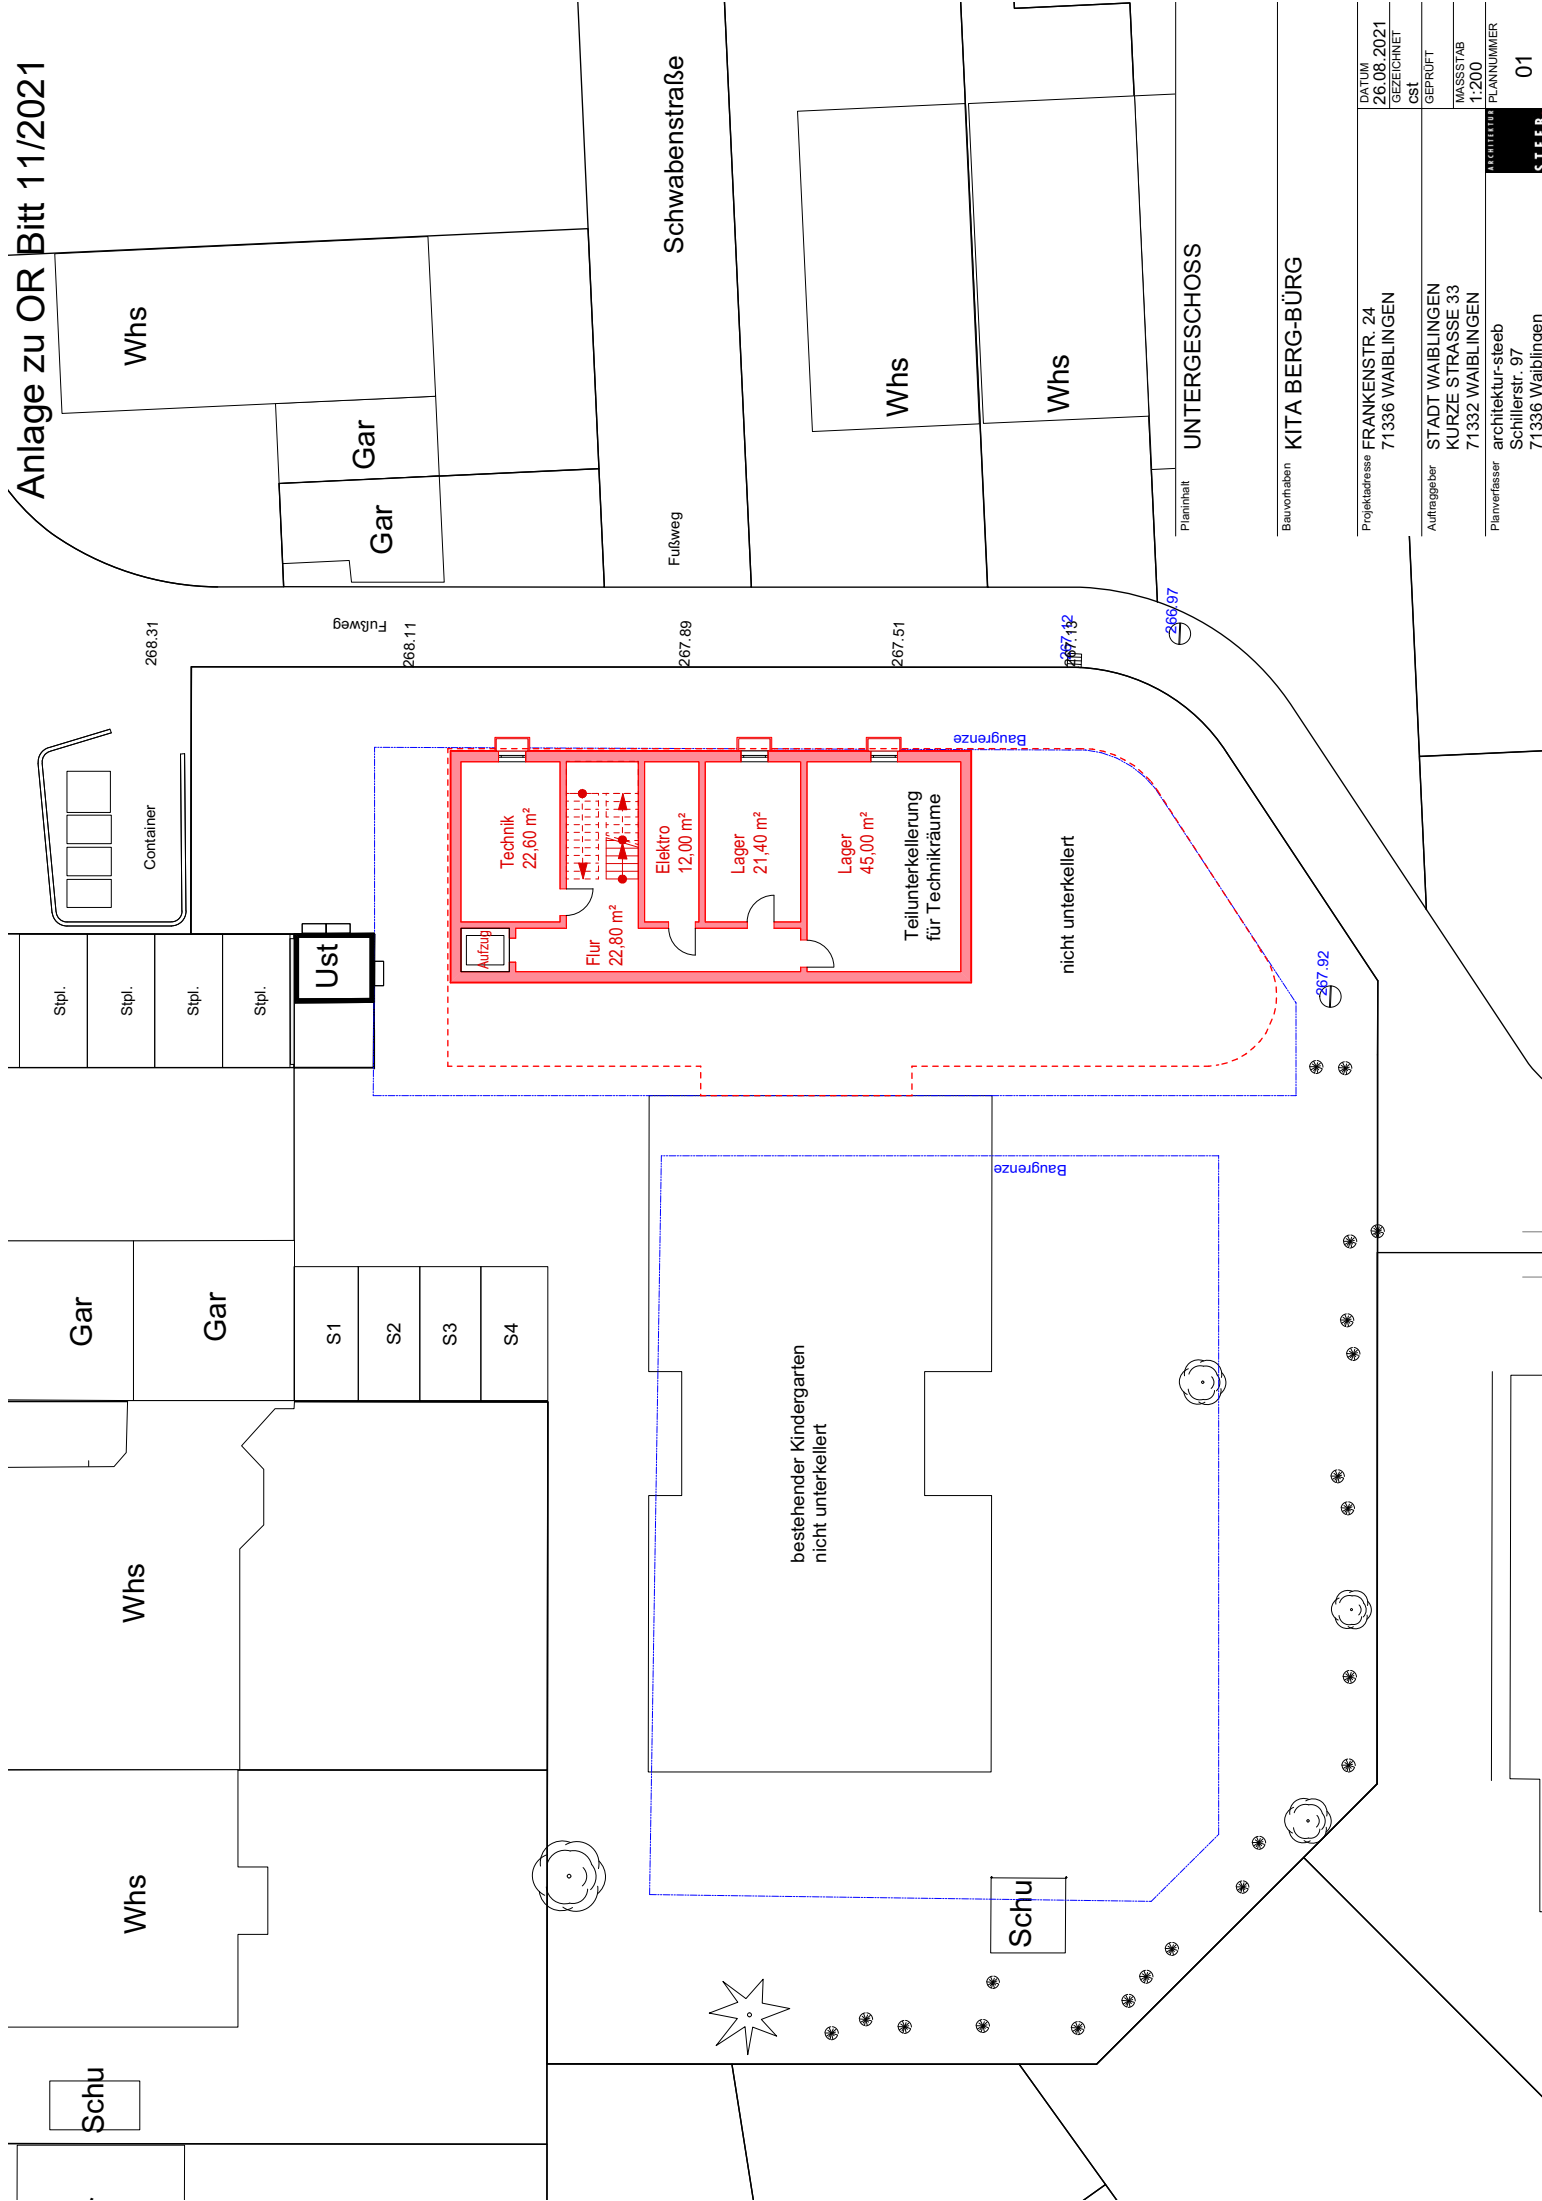 Anlage zu OR Bitt 11/2021
Whs
Gar
Gar
Schwabenstraße
Fußweg
Whs
Whs
268.31
Fußweg
268.11
267.89
267.51
267.12
267.13
266.97
Container
Stpl.
Stpl.
Stpl.
Stpl.
Ust
Baugrenze
Technik
22,60 m²
Elektro
12,00 m²
Lager
21,40 m²
Lager
45,00 m²
Aufzug
Flur
22,80 m²
Teilunterkellerung
für Technikräume
nicht unterkellert
267.92
Baugrenze
Gar
Gar
S1
S2
S3
S4
bestehender Kindergarten
nicht unterkellert
Whs
Whs
Schu
Schu
Planinhalt
UNTERGESCHOSS
Bauvorhaben
KITA BERG-BÜRG
Projektadresse
FRANKENSTR. 24
71336 WAIBLINGEN
Auftraggeber
STADT WAIBLINGEN
KURZE STRASSE 33
71332 WAIBLINGEN
Planverfasser
architektur-steeb
Schillerstr. 97
71336 Waiblingen
DATUM
26.08.2021
GEZEICHNET
cst
GEPRÜFT
MASSSTAB
1:200
PLANNUMMER
01
ARCHITEKTUR
STEEB